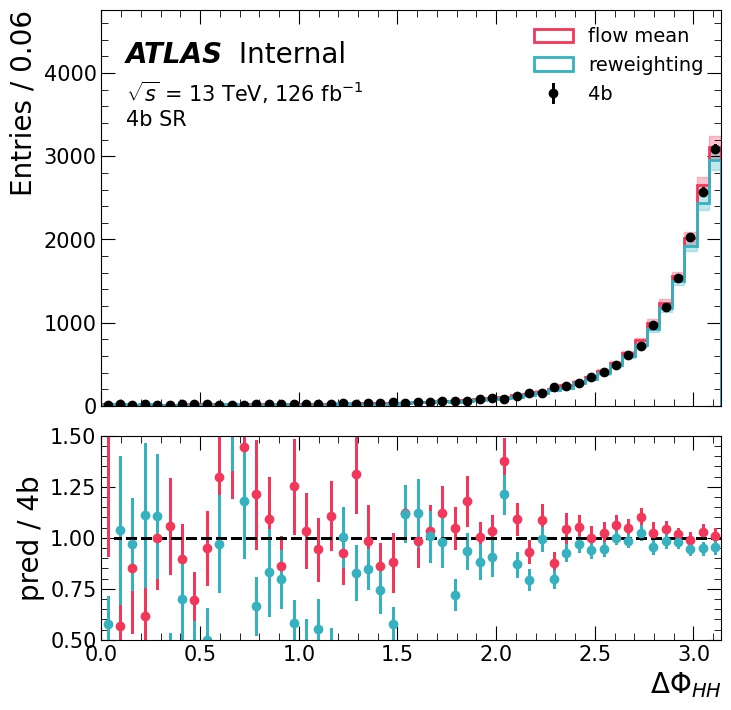 Entries / 0.06
4000
3000
2000
1000
0
ATLAS Internal
√s = 13 TeV, 126 fb⁻¹
4b SR
flow mean
reweighting
4b
pred / 4b
1.50
1.25
1.00
0.75
0.50
0.0 0.5 1.0 1.5 2.0 2.5 3.0
ΔΦ_HH